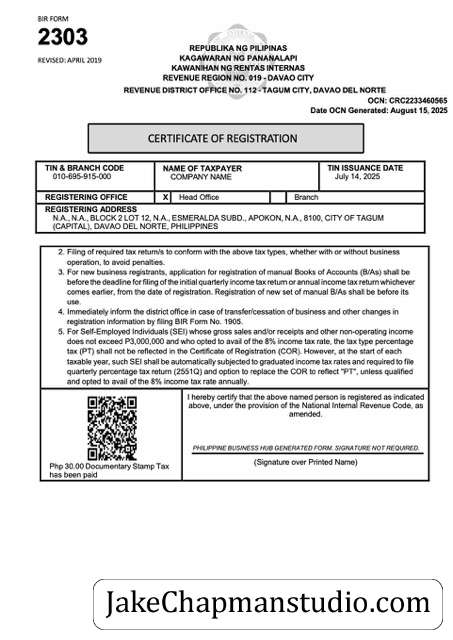 BIR FORM
2303
REVISED: APRIL 2019
REPUBLIKA NG PILIPINAS
KAGAWARAN NG PANANALAPI
KAWANIHAN NG RENTAS INTERNAS
REVENUE REGION NO. 019 - DAVAO CITY
REVENUE DISTRICT OFFICE NO. 112 - TAGUM CITY, DAVAO DEL NORTE
OCN: CRC2233460565
Date OCN Generated: August 15, 2025
CERTIFICATE OF REGISTRATION
TIN & BRANCH CODE
010-695-915-000
NAME OF TAXPAYER
COMPANY NAME
TIN ISSUANCE DATE
July 14, 2025
REGISTERING OFFICE X Head Office Branch
REGISTERING ADDRESS
N.A., N.A., BLOCK 2 LOT 12, N.A., ESMERALDA SUBD., APOKON, N.A., 8100, CITY OF TAGUM
(CAPITAL), DAVAO DEL NORTE, PHILIPPINES
2. Filing of required tax return/s to conform with the above tax types, whether with or without business
operation, to avoid penalties.
3. For new business registrants, application for registration of manual Books of Accounts (B/As) shall be
before the deadline for filing of the initial quarterly income tax return or annual income tax return whichever
comes earlier, from the date of registration. Registration of new set of manual B/As shall be before its
use.
4. Immediately inform the district office in case of transfer/cessation of business and other changes in
registration information by filing BIR Form No. 1905.
5. For Self-Employed Individuals (SEI) whose gross sales and/or receipts and other non-operating income
does not exceed P3,000,000 and who opted to avail of the 8% income tax rate, the tax type percentage
tax (PT) shall not be reflected in the Certificate of Registration (COR). However, at the start of each
taxable year, such SEI shall be automatically subjected to graduated income tax rates and required to file
quarterly percentage tax return (2551Q) and option to replace the COR to reflect "PT", unless qualified
and opted to avail of the 8% income tax rate annually.
Php 30.00 Documentary Stamp Tax
has been paid
I hereby certify that the above named person is registered as indicated
above, under the provision of the National Internal Revenue Code, as
amended.
PHILIPPINE BUSINESS HUB GENERATED FORM. SIGNATURE NOT REQUIRED.
(Signature over Printed Name)
JakeChapmanstudio.com